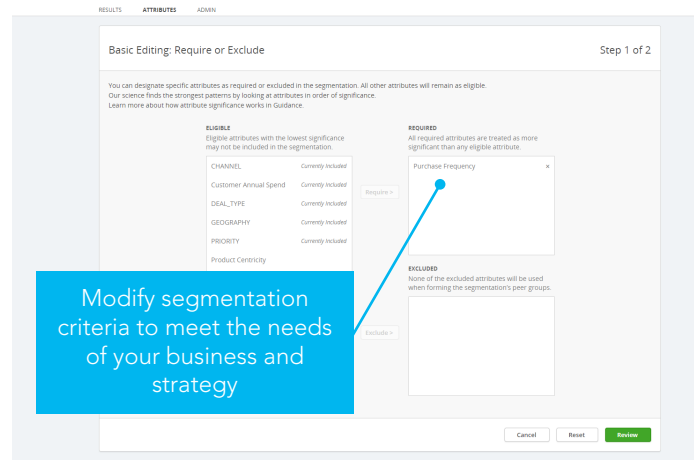 RESULTS ATTRIBUTES ADMIN
Basic Editing: Require or Exclude
Step 1 of 2
You can designate specific attributes as required or excluded in the segmentation. All other attributes will remain as eligible.
Our science finds the strongest patterns by looking at attributes in order of significance.
Learn more about how attribute significance works in Guidance.
ELIGIBLE
Eligible attributes with the lowest significance
may not be included in the segmentation.
CHANNEL Currently Included
Customer Annual Spend Currently Included
DEAL_TYPE Currently Included
GEOGRAPHY Currently Included
PRIORITY Currently Included
Product Centricity
Require >
Exclude >
REQUIRED
All required attributes are treated as more
significant than any eligible attribute.
Purchase Frequency ×
EXCLUDED
None of the excluded attributes will be used
when forming the segmentation's peer groups.
Modify segmentation
criteria to meet the needs
of your business and
strategy
Cancel Reset Review